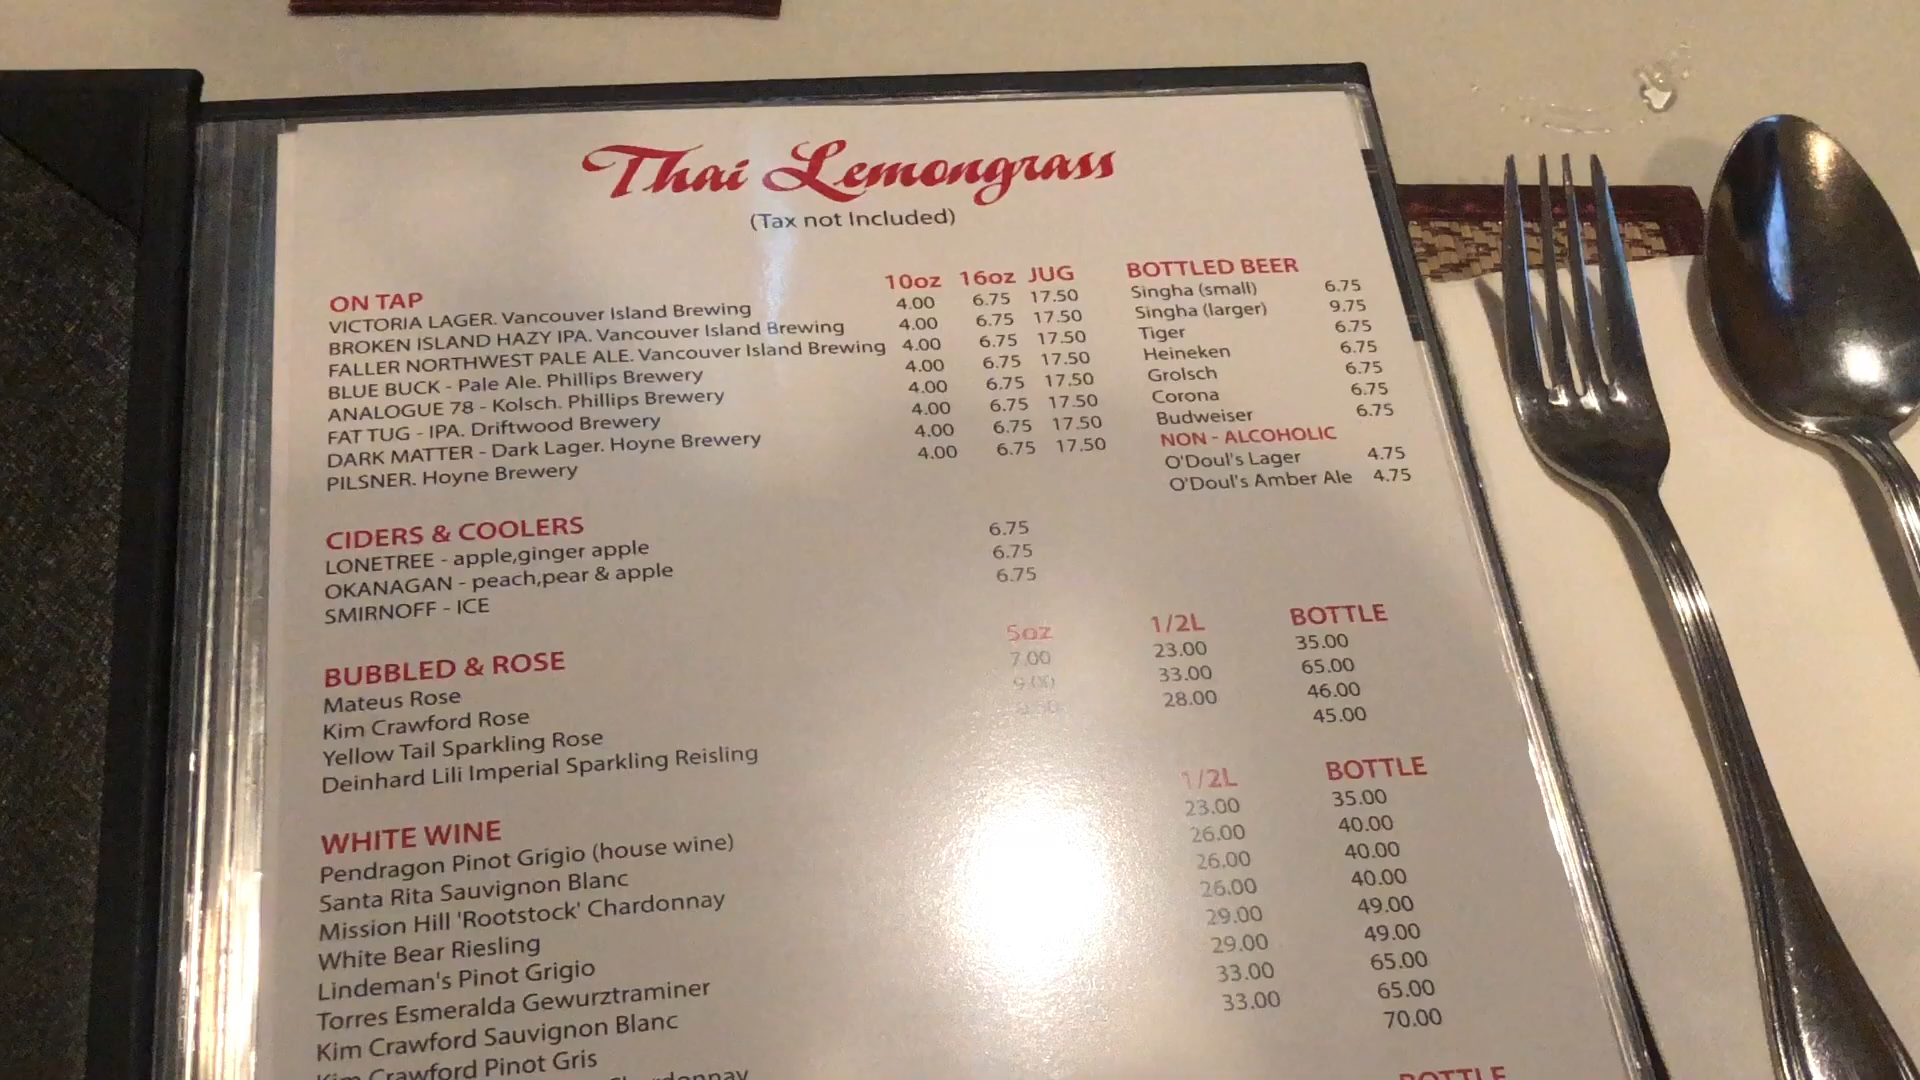 Thai Lemongrass
(Tax not Included)
ON TAP 10oz 16oz JUG
VICTORIA LAGER. Vancouver Island Brewing 4.00 6.75 17.50
BROKEN ISLAND HAZY IPA. Vancouver Island Brewing 4.00 6.75 17.50
FALLER NORTHWEST PALE ALE. Vancouver Island Brewing 4.00 6.75 17.50
BLUE BUCK - Pale Ale. Phillips Brewery 4.00 6.75 17.50
ANALOGUE 78 - Kolsch. Phillips Brewery 4.00 6.75 17.50
FAT TUG - IPA. Driftwood Brewery 4.00 6.75 17.50
DARK MATTER - Dark Lager. Hoyne Brewery 4.00 6.75 17.50
PILSNER. Hoyne Brewery 4.00 6.75 17.50
BOTTLED BEER
Singha (small) 6.75
Singha (larger) 9.75
Tiger 6.75
Heineken 6.75
Grolsch 6.75
Corona 6.75
Budweiser 6.75
NON - ALCOHOLIC
O'Doul's Lager 4.75
O'Doul's Amber Ale 4.75
CIDERS & COOLERS
LONETREE - apple,ginger apple 6.75
OKANAGAN - peach,pear & apple 6.75
SMIRNOFF - ICE 6.75
BUBBLED & ROSE 5oz 1/2L BOTTLE
Mateus Rose 7.00 23.00 35.00
Kim Crawford Rose 9.00 33.00 65.00
Yellow Tail Sparkling Rose 28.00 46.00
Deinhard Lili Imperial Sparkling Reisling 45.00
WHITE WINE 1/2L BOTTLE
Pendragon Pinot Grigio (house wine) 23.00 35.00
Santa Rita Sauvignon Blanc 26.00 40.00
Mission Hill 'Rootstock' Chardonnay 26.00 40.00
White Bear Riesling 26.00 40.00
Lindeman's Pinot Grigio 29.00 49.00
Torres Esmeralda Gewurztraminer 29.00 49.00
Kim Crawford Sauvignon Blanc 33.00 65.00
Kim Crawford Pinot Gris 33.00 65.00
Chardonnay 70.00
BOTTLE